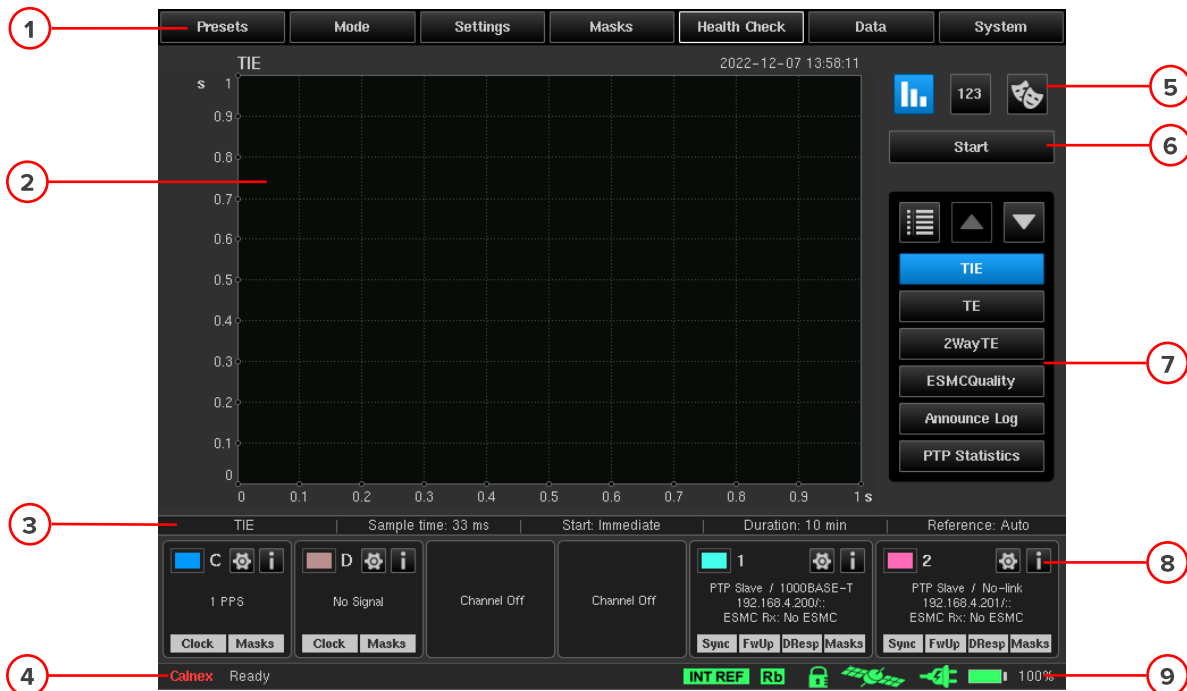 1
Presets Mode Settings Masks Health Check Data System
TIE 2022-12-07 13:58:11
s 1
0.9
0.8
0.7
0.6
0.5
0.4
0.3
0.2
0.1
0
0 0.1 0.2 0.3 0.4 0.5 0.6 0.7 0.8 0.9 1 s
2
123
5
Start
6
TIE
TE
2WayTE
ESMCQuality
Announce Log
PTP Statistics
7
3
TIE | Sample time: 33 ms | Start: Immediate | Duration: 10 min | Reference: Auto
C i
1 PPS
Clock Masks
D i
No Signal
Clock Masks
Channel Off
Channel Off
1 i
PTP Slave / 1000BASE-T
192.168.4.200/::
ESMC Rx: No ESMC
Sync FwUp DResp Masks
2 i
PTP Slave / No-link
192.168.4.201/::
ESMC Rx: No ESMC
Sync FwUp DResp Masks
8
4
Calnex Ready INT REF Rb 100%
9